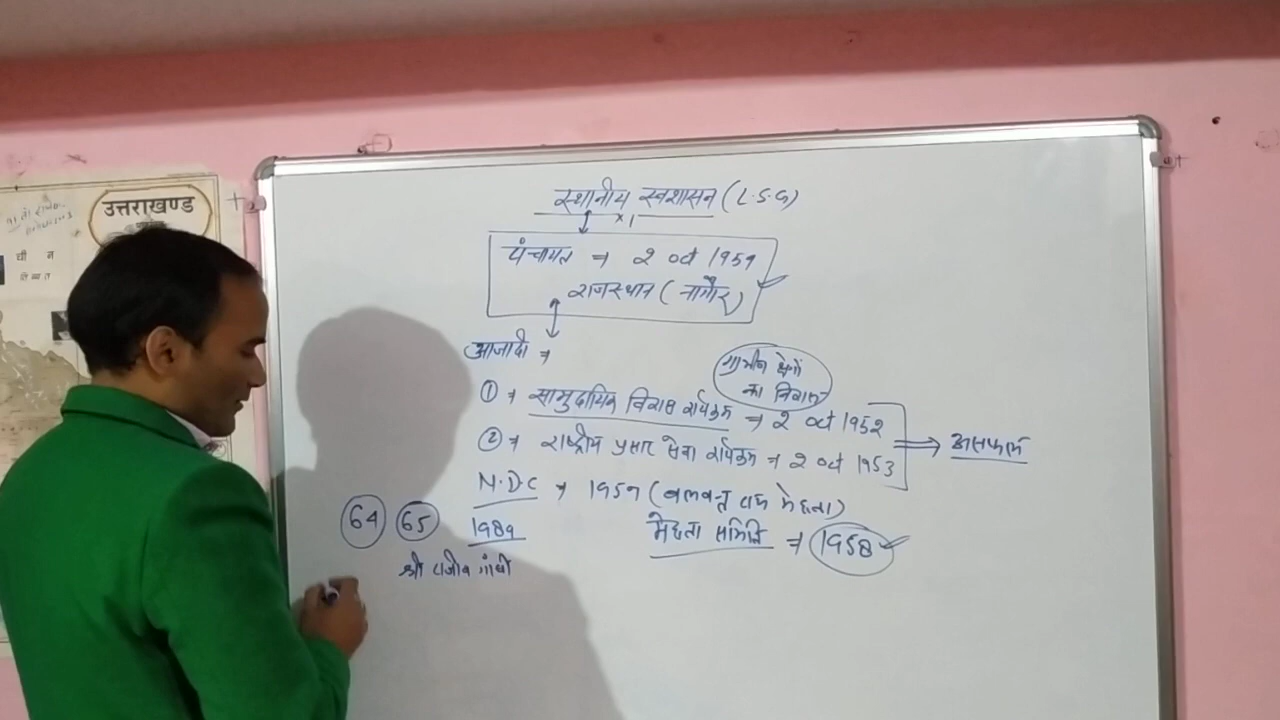 उत्तराखण्ड
स्थानीय स्वशासन (L.S.G)
पंचायत → 2 oct 1959
राजस्थान (नागौर)
आजादी →
ग्रामीण क्षेत्रों
का विकास
① → सामुदायिक विकास कार्यक्रम → 2 oct 1952
② → राष्ट्रीय प्रसार सेवा कार्यक्रम → 2 oct 1953
⇒ असफल
N.D.C → 1957 (बलवन्त राय मेहता)
64 65 1989
मेहता समिति → 1958
श्री राजीव गांधी